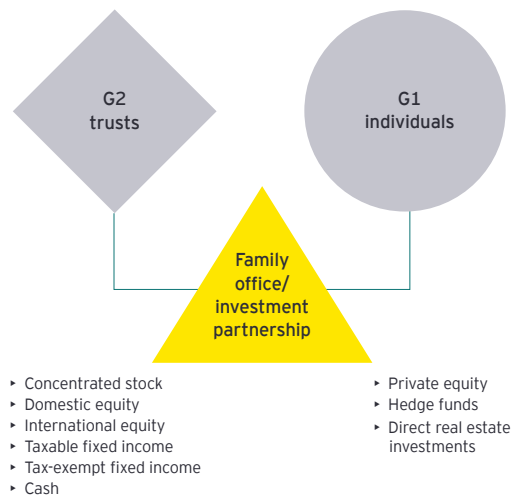 G2
trusts
G1
individuals
Family
office/
investment
partnership
‣ Concentrated stock
‣ Domestic equity
‣ International equity
‣ Taxable fixed income
‣ Tax-exempt fixed income
‣ Cash
‣ Private equity
‣ Hedge funds
‣ Direct real estate
investments